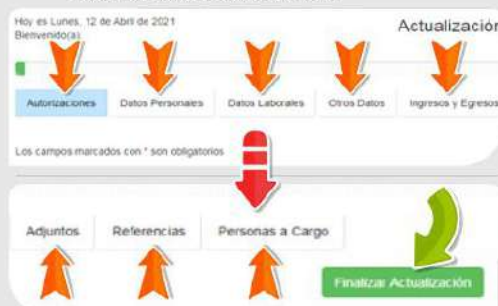 Hoy es Lunes, 12 de Abril de 2021
Bienvenido(a):
Actualización
Autorizaciones
Datos Personales
Datos Laborales
Otros Datos
Ingresos y Egresos
Los campos marcados con * son obligatorios
Adjuntos
Referencias
Personas a Cargo
Finalizar Actualización